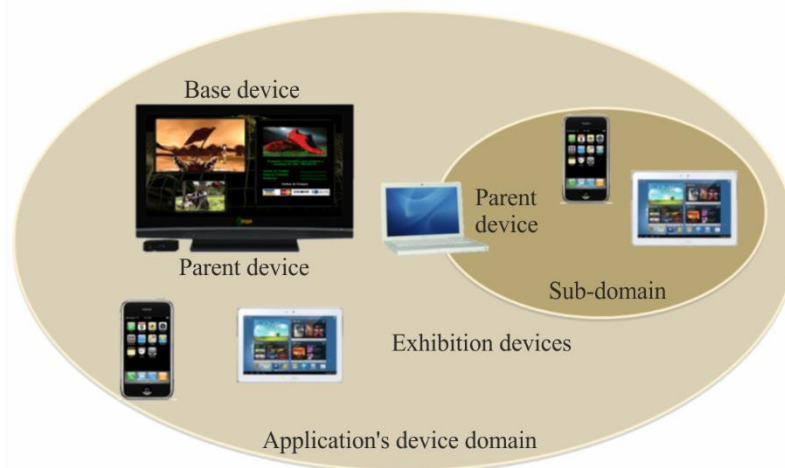 Base device
Parent
device
Parent device
Sub-domain
Exhibition devices
Application's device domain